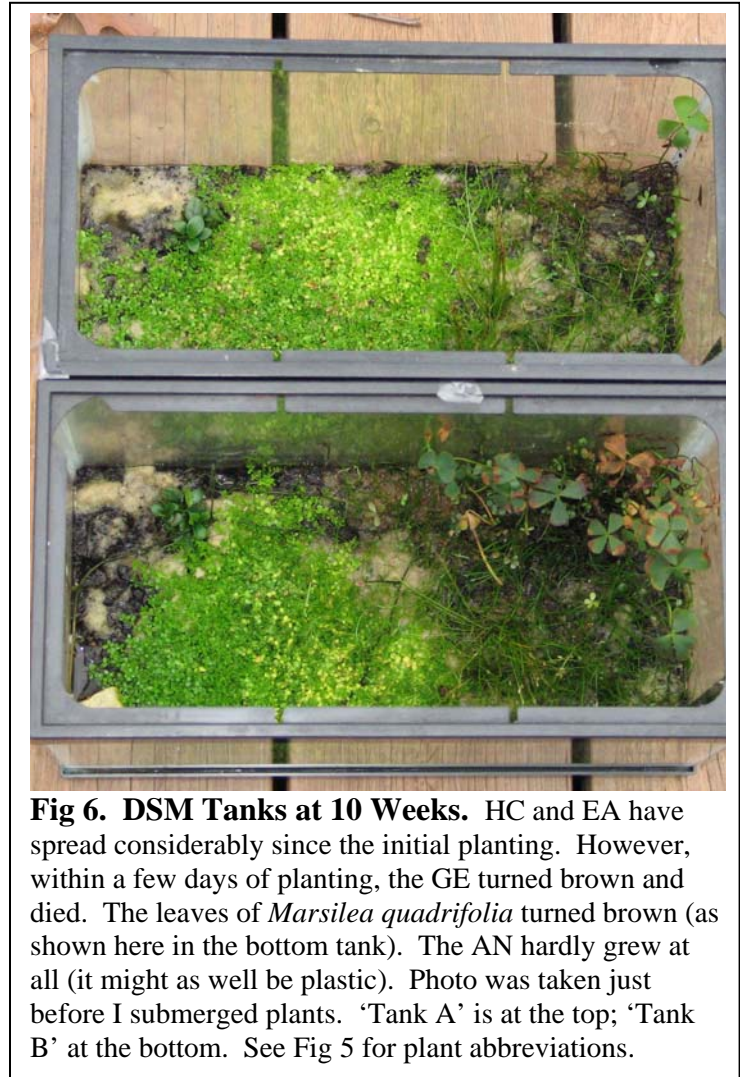 Fig 6. DSM Tanks at 10 Weeks. HC and EA have
spread considerably since the initial planting. However,
within a few days of planting, the GE turned brown and
died. The leaves of Marsilea quadrifolia turned brown (as
shown here in the bottom tank). The AN hardly grew at
all (it might as well be plastic). Photo was taken just
before I submerged plants. ‘Tank A’ is at the top; ‘Tank
B’ at the bottom. See Fig 5 for plant abbreviations.